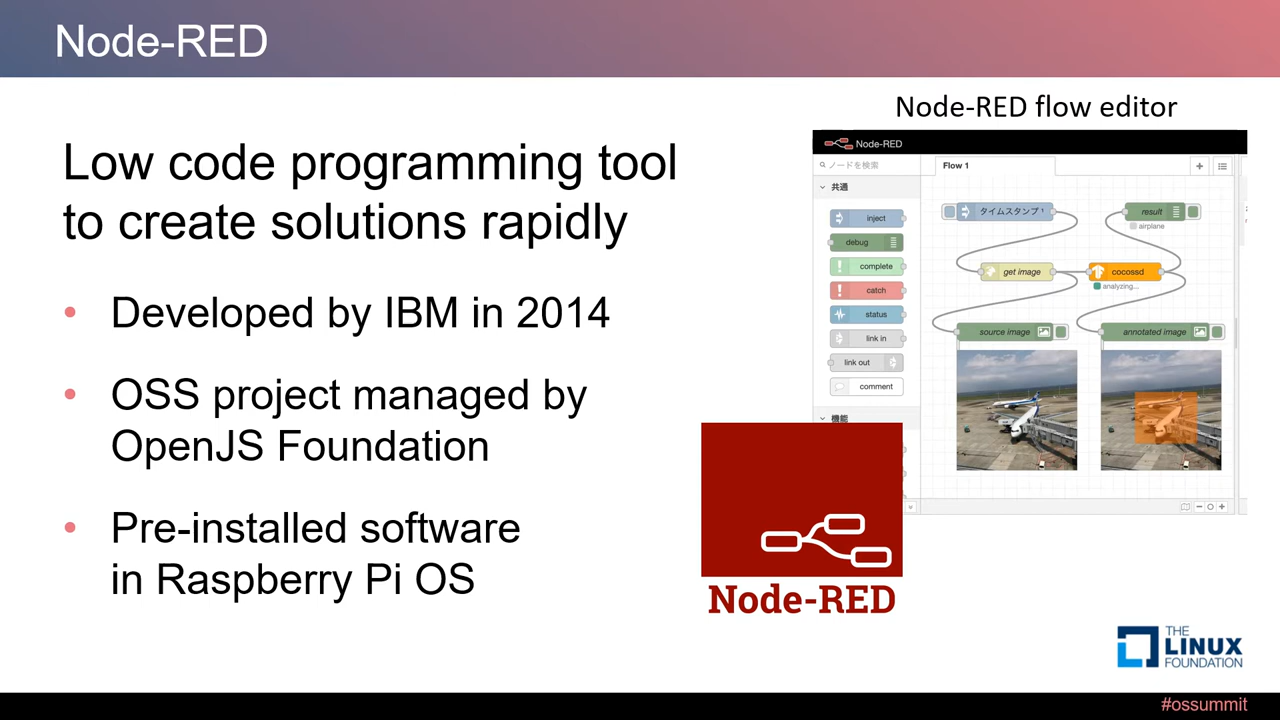 Node-RED
Low code programming tool
to create solutions rapidly
• Developed by IBM in 2014
• OSS project managed by
OpenJS Foundation
• Pre-installed software
in Raspberry Pi OS
Node-RED flow editor
Node-RED
ノードを検索
Flow 1
共通
inject
debug
complete
catch
status
link in
link out
comment
機能
タイムスタンプ
result
airplane
get image
cocossd
analyzing...
source image
annotated image
Node-RED
THE
LINUX
FOUNDATION
#ossummit